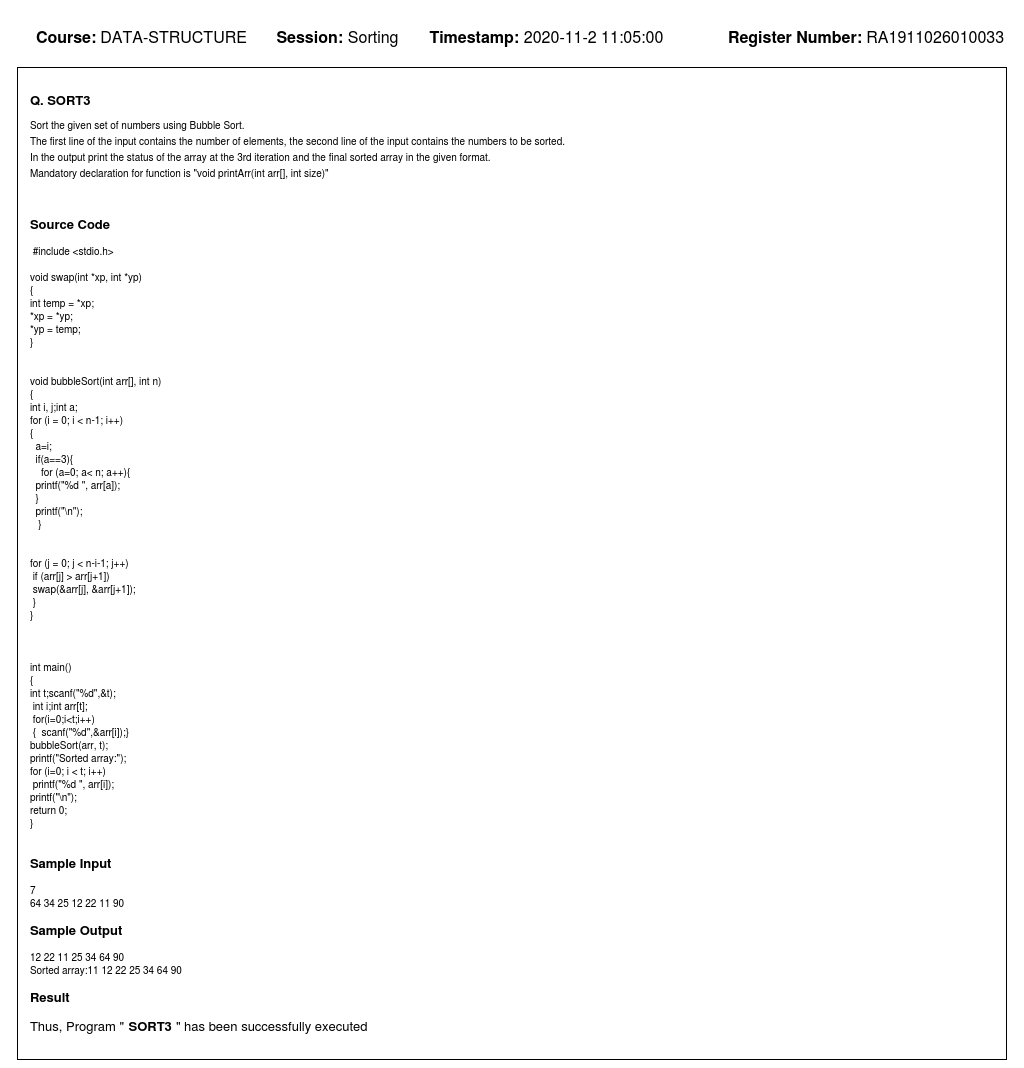 Course: DATA-STRUCTURE Session: Sorting Timestamp: 2020-11-2 11:05:00 Register Number: RA1911026010033
Q. SORT3
Sort the given set of numbers using Bubble Sort.
The first line of the input contains the number of elements, the second line of the input contains the numbers to be sorted.
In the output print the status of the array at the 3rd iteration and the final sorted array in the given format.
Mandatory declaration for function is "void printArr(int arr[], int size)"
Source Code
#include <stdio.h>
void swap(int *xp, int *yp)
{
int temp = *xp;
*xp = *yp;
*yp = temp;
}
void bubbleSort(int arr[], int n)
{
int i, j;int a;
for (i = 0; i < n-1; i++)
{
a=i;
if(a==3){
for (a=0; a< n; a++){
printf("%d ", arr[a]);
}
printf("\n");
}
for (j = 0; j < n-i-1; j++)
if (arr[j] > arr[j+1])
swap(&arr[j], &arr[j+1]);
}
}
int main()
{
int t;scanf("%d",&t);
int i;int arr[t];
for(i=0;i<t;i++)
{ scanf("%d",&arr[i]);}
bubbleSort(arr, t);
printf("Sorted array:");
for (i=0; i < t; i++)
printf("%d ", arr[i]);
printf("\n");
return 0;
}
Sample Input
7
64 34 25 12 22 11 90
Sample Output
12 22 11 25 34 64 90
Sorted array:11 12 22 25 34 64 90
Result
Thus, Program " SORT3 " has been successfully executed